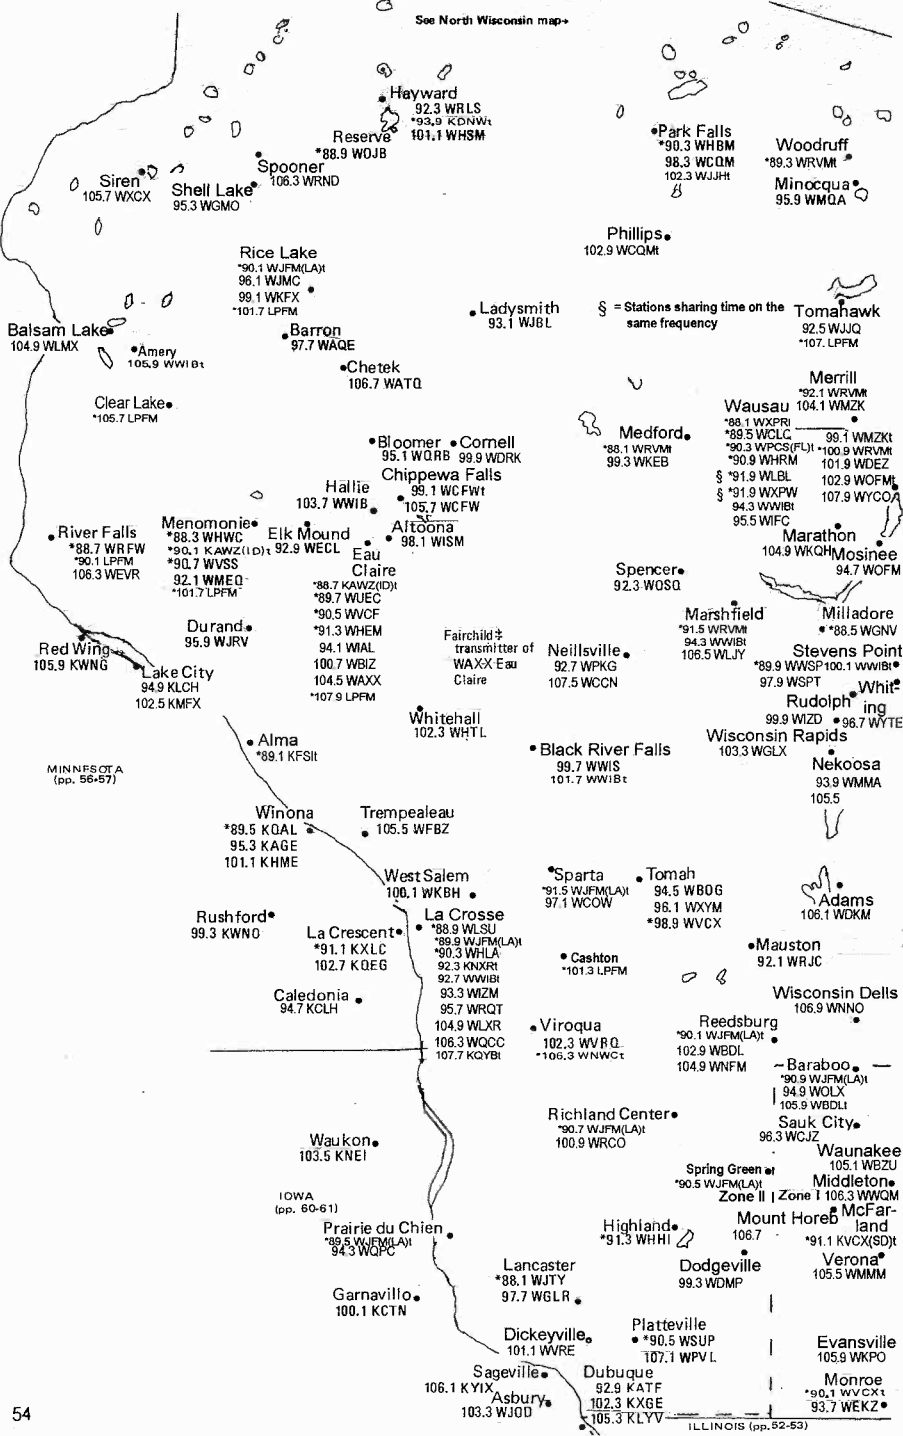 See North Wisconsin map→
Hayward
92.3 WRLS
*93.9 KDNWt
101.1 WHSM
Reserve
*88.9 WOJB
Spooner
106.3 WRND
Siren
105.7 WXCX
Shell Lake
95.3 WGMO
Park Falls
*90.3 WHBM
98.3 WCQM
102.3 WJJHt
Woodruff
*89.3 WRVMt
Minocqua
95.9 WMQA
Phillips
102.9 WCQMt
Rice Lake
*90.1 WJFM(LA)t
96.1 WJMC
99.1 WKFX
*101.7 LPFM
Ladysmith
93.1 WJBL
§ = Stations sharing time on the
same frequency
Tomahawk
92.5 WJJQ
*107. LPFM
Balsam Lake
104.9 WLMX
Barron
97.7 WAQE
Amery
105.9 WWIBt
Chetek
106.7 WATQ
Clear Lake
*105.7 LPFM
Merrill
*92.1 WRVMt
104.1 WMZK
Wausau
*88.1 WXPRl
*89.5 WCLQ
*90.3 WPCS(FL)t
*90.9 WHRM
§ *91.9 WLBL
§ *91.9 WXPW
94.3 WWIBt
95.5 WIFC
99.1 WMZKt
*100.9 WRVMt
101.9 WDEZ
102.9 WOFMt
107.9 WYCO
Medford
*88.1 WRVMt
99.3 WKEB
Bloomer
95.1 WQRB
Cornell
99.9 WDRK
Chippewa Falls
99.1 WCFWt
105.7 WCFW
Hallie
103.7 WWIB
Altoona
98.1 WISM
River Falls
*88.7 WRFW
*90.1 LPFM
106.3 WEVR
Menomonie
*88.3 WHWC
*90.1 KAWZ(ID)t
*90.7 WVSS
92.1 WMEQ
*101.7 LPFM
Elk Mound
92.9 WECL
Eau
Claire
*88.7 KAWZ(ID)t
*89.7 WUEC
*90.5 WVCF
*91.3 WHEM
94.1 WIAL
100.7 WBIZ
104.5 WAXX
*107.9 LPFM
Marathon
104.9 WKQH
Mosinee
94.7 WOFM
Spencer
92.3 WOSQ
Marshfield
*91.5 WRVMt
94.3 WWIBt
106.5 WLJY
Milladore
*88.5 WGNV
Stevens Point
*89.9 WWSP
100.1 WWIBt
97.9 WSPT
Whit-
ing
96.7 WYTE
Rudolph
99.9 WIZD
Durand
95.9 WJRV
Red Wing
105.9 KWNG
Lake City
94.9 KLCH
102.5 KMFX
Fairchild‡
transmitter of
WAXX Eau
Claire
Neillsville
92.7 WPKG
107.5 WCCN
Whitehall
102.3 WHTL
Wisconsin Rapids
103.3 WGLX
Nekoosa
93.9 WMMA
105.5
Alma
*89.1 KFSIt
Black River Falls
99.7 WWIS
101.7 WWIBt
MINNESOTA
(pp. 56-57)
Winona
*89.5 KQAL
95.3 KAGE
101.1 KHME
Trempealeau
105.5 WFBZ
West Salem
100.1 WKBH
Sparta
*91.5 WJFM(LA)t
97.1 WCOW
Tomah
94.5 WBOG
96.1 WXYM
*98.9 WVCX
Adams
106.1 WDKM
Rushford
99.3 KWNO
La Crescent
*91.1 KXLC
102.7 KQEG
La Crosse
*88.9 WLSU
*89.9 WJFM(LA)t
*90.3 WHLA
92.3 KNXRt
92.7 WWIBt
93.3 WIZM
95.7 WRQT
104.9 WLXR
106.3 WQCC
107.7 KQYBt
Cashton
*101.3 LPFM
Mauston
92.1 WRJC
Caledonia
94.7 KCLH
Wisconsin Dells
106.9 WNNO
Viroqua
102.3 WVRQ
*106.3 WNWCt
Reedsburg
*90.1 WJFM(LA)t
102.9 WBDL
104.9 WNFM
Baraboo
*90.9 WJFM(LA)t
94.9 WOLX
105.9 WBDLt
Richland Center
*90.7 WJFM(LA)t
100.9 WRCO
Sauk City
96.3 WCJZ
Waukon
103.5 KNEI
Waunakee
105.1 WBZU
Spring Green
*90.5 WJFM(LA)t
Middleton
106.3 WWQM
Zone II | Zone I
IOWA
(pp. 60-61)
Prairie du Chien
*89.5 WJFM(LA)t
94.3 WQPC
Highland
*91.3 WHHI
Mount Horeb
106.7
McFar-
land
*91.1 KVCX(SD)t
Verona
105.5 WMMM
Dodgeville
99.3 WDMP
Lancaster
*88.1 WJTY
97.7 WGLR
Garnavillo
100.1 KCTN
Dickeyville
101.1 WVRE
Platteville
*90.5 WSUP
107.1 WPVL
Evansville
105.9 WKPO
Sageville
106.1 KYIX
Asbury
103.3 WJOD
Dubuque
92.9 KATF
102.3 KXGE
105.3 KLYV
Monroe
*90.1 WVCXt
93.7 WEKZ
54
ILLINOIS (pp.52-53)